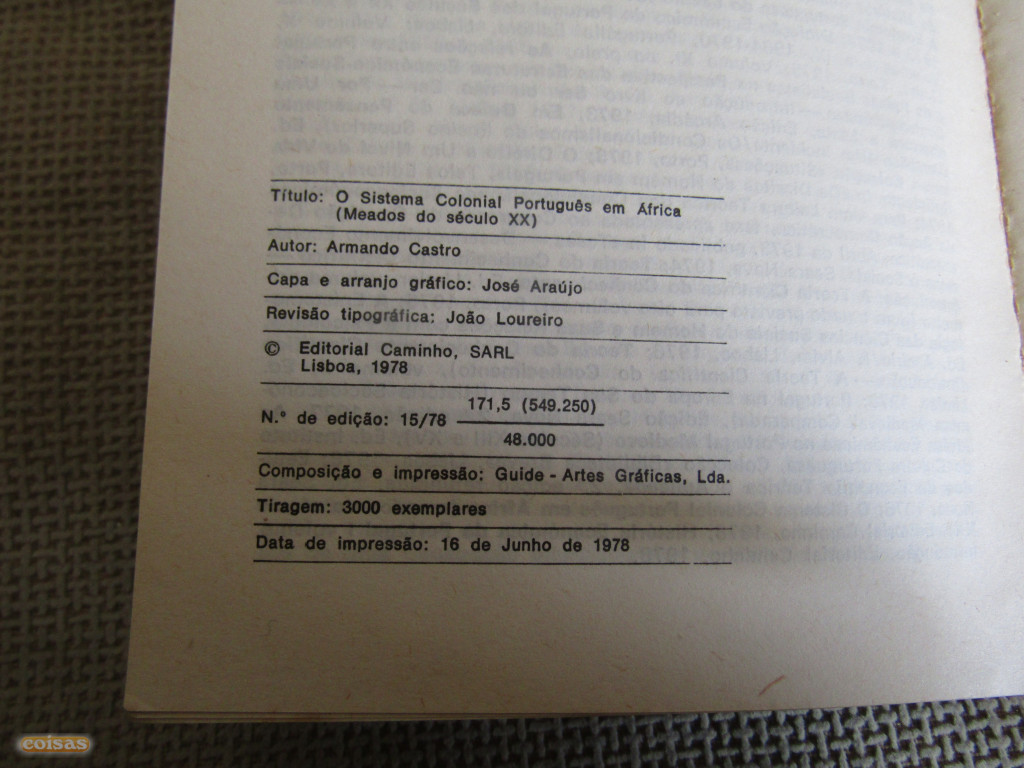 Título: O Sistema Colonial Português em África
(Meados do século XX)
Autor: Armando Castro
Capa e arranjo gráfico: José Araújo
Revisão tipográfica: João Loureiro
© Editorial Caminho, SARL
Lisboa, 1978
N.º de edição: 15/78 171,5 (549.250)
48.000
Composição e impressão: Guide - Artes Gráficas, Lda.
Tiragem: 3000 exemplares
Data de impressão: 16 de Junho de 1978
coisas